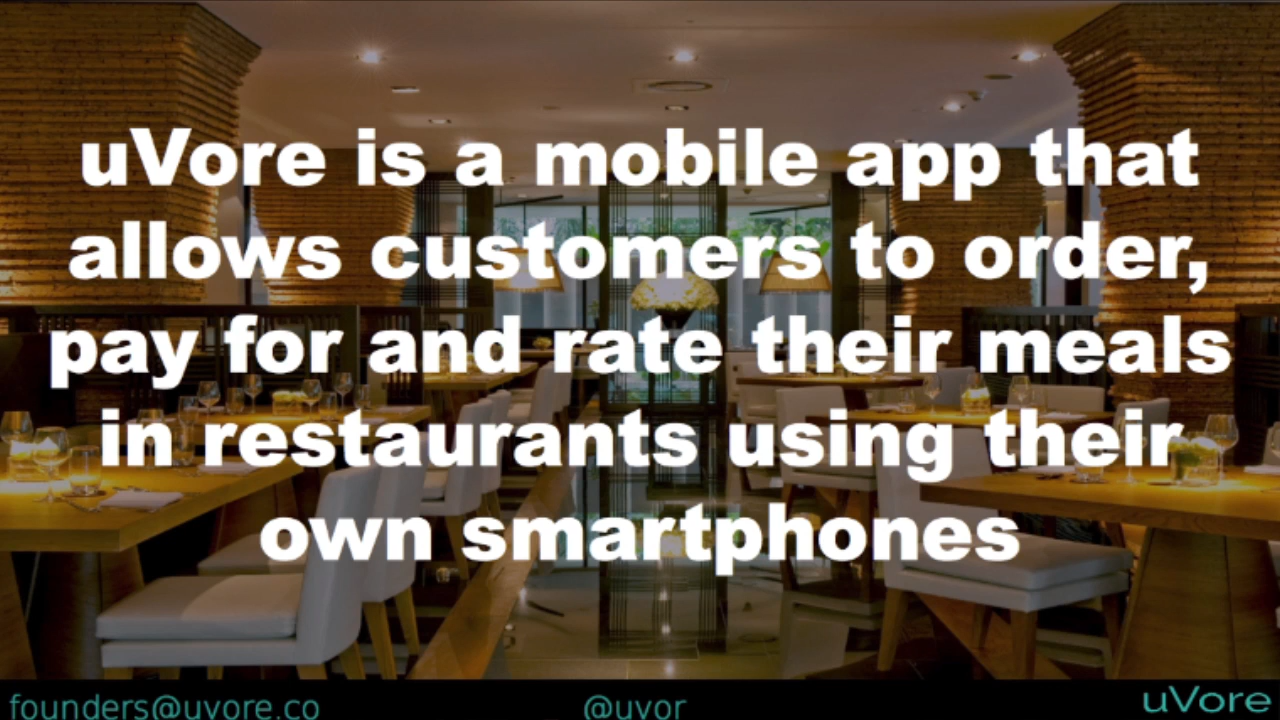 uVore is a mobile app that
allows customers to order,
pay for and rate their meals
in restaurants using their
own smartphones
founders@uvore.co
@uvor
uVore